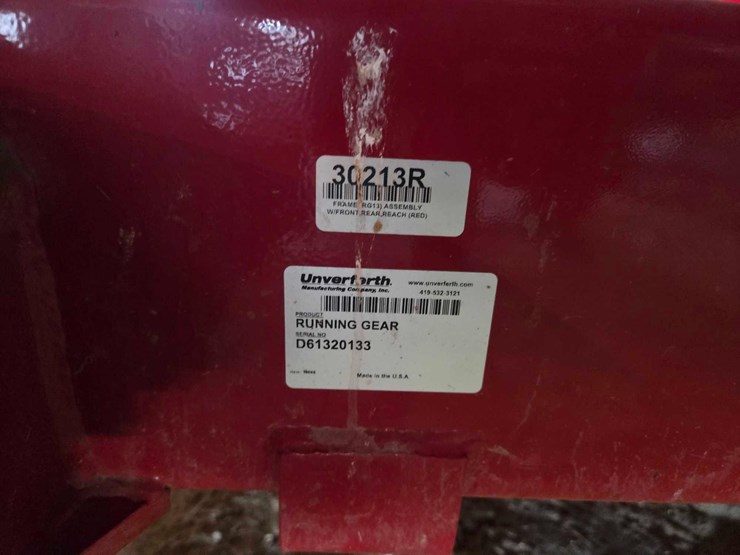 30213R
FRAME(RG13) ASSEMBLY
W/FRONT,REAR,REACH (RED)
Unverferth
Manufacturing Company, Inc.
www.unverferth.com
419-532-3121
PRODUCT
RUNNING GEAR
SERIAL NO
D61320133
Made in the U.S.A.